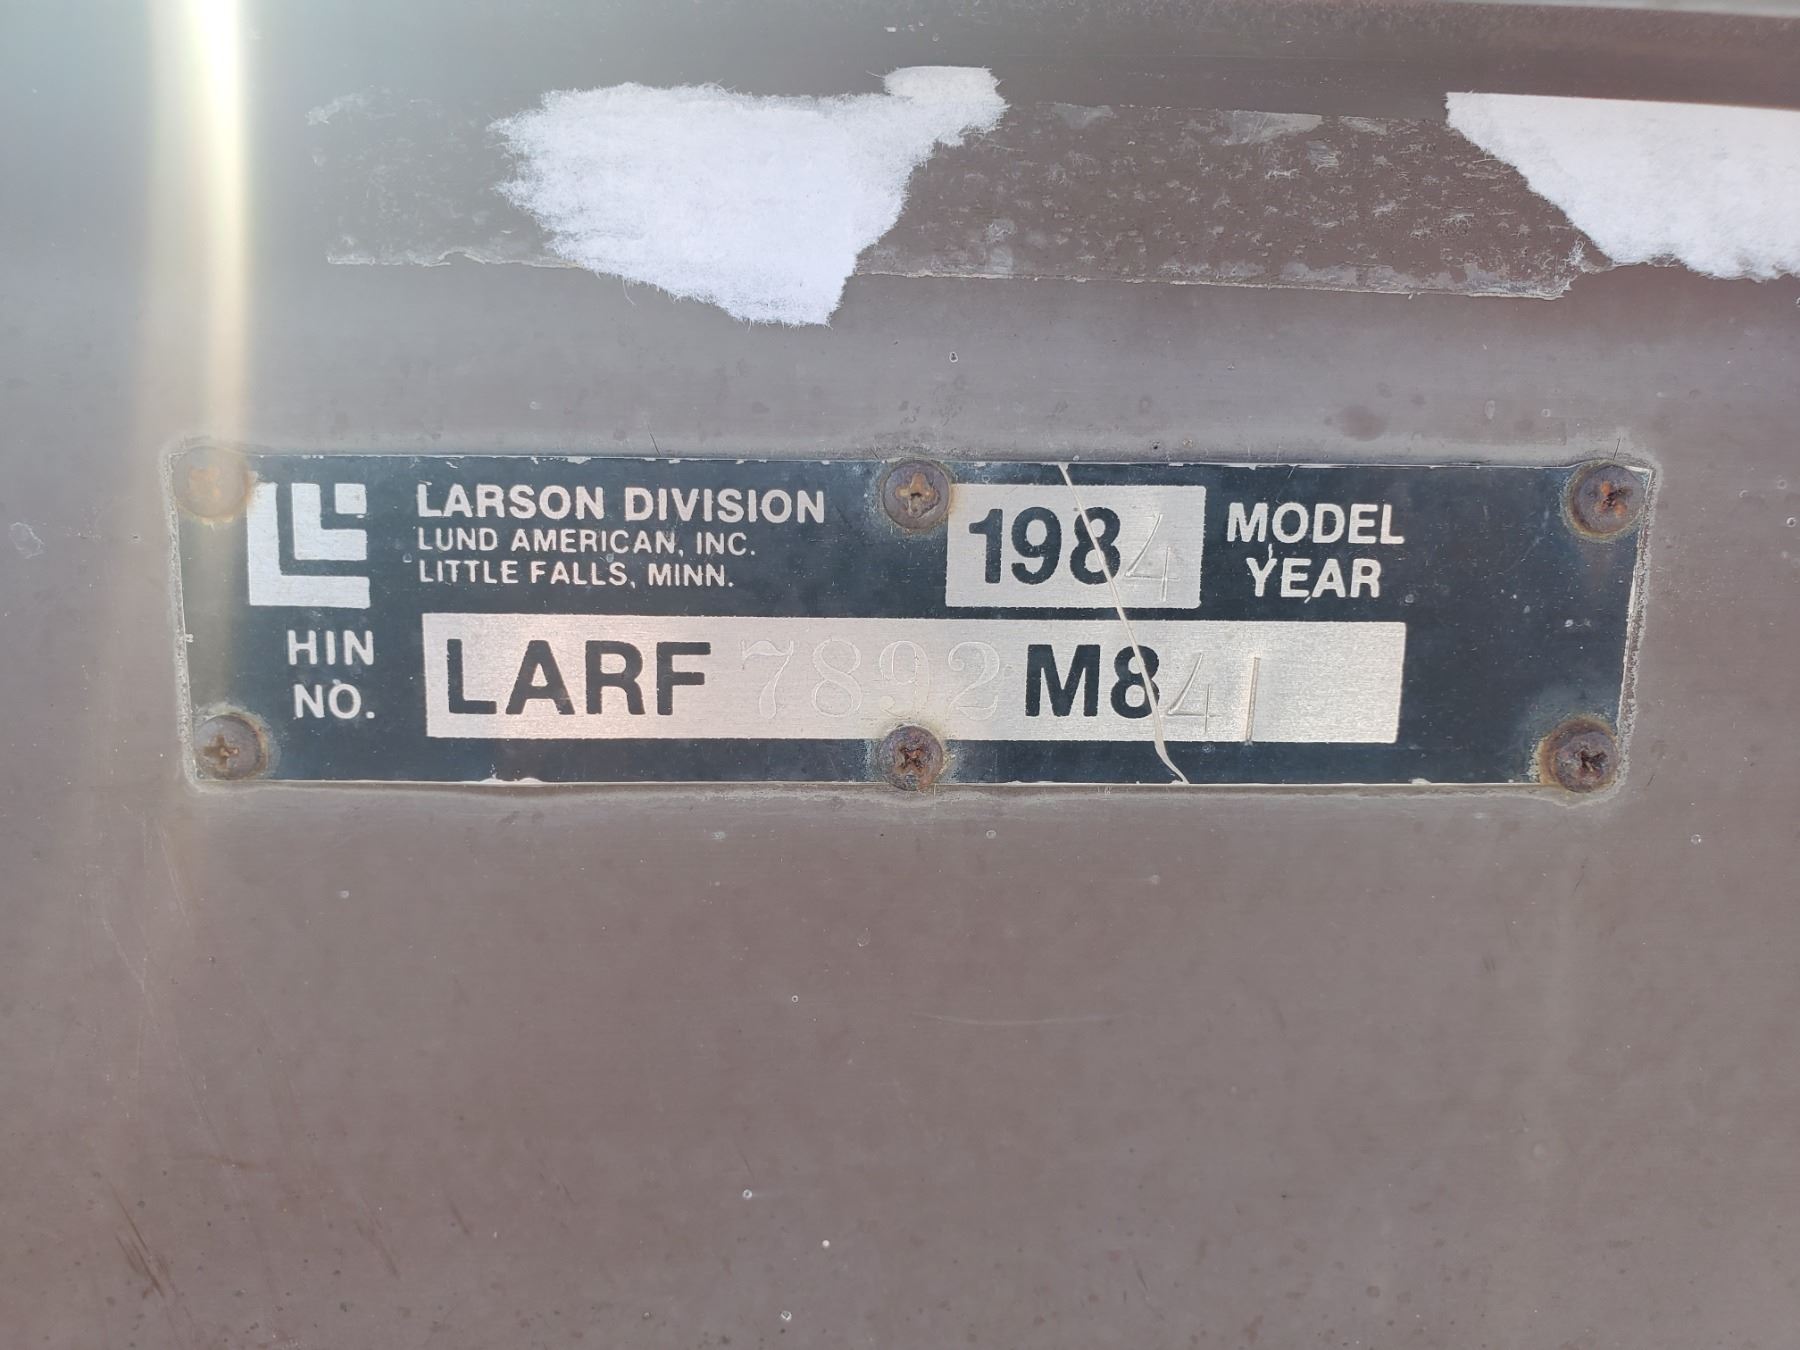 LARSON DIVISION
LUND AMERICAN, INC.
LITTLE FALLS, MINN.
1984 MODEL YEAR
HIN NO. LARF 7892 M841